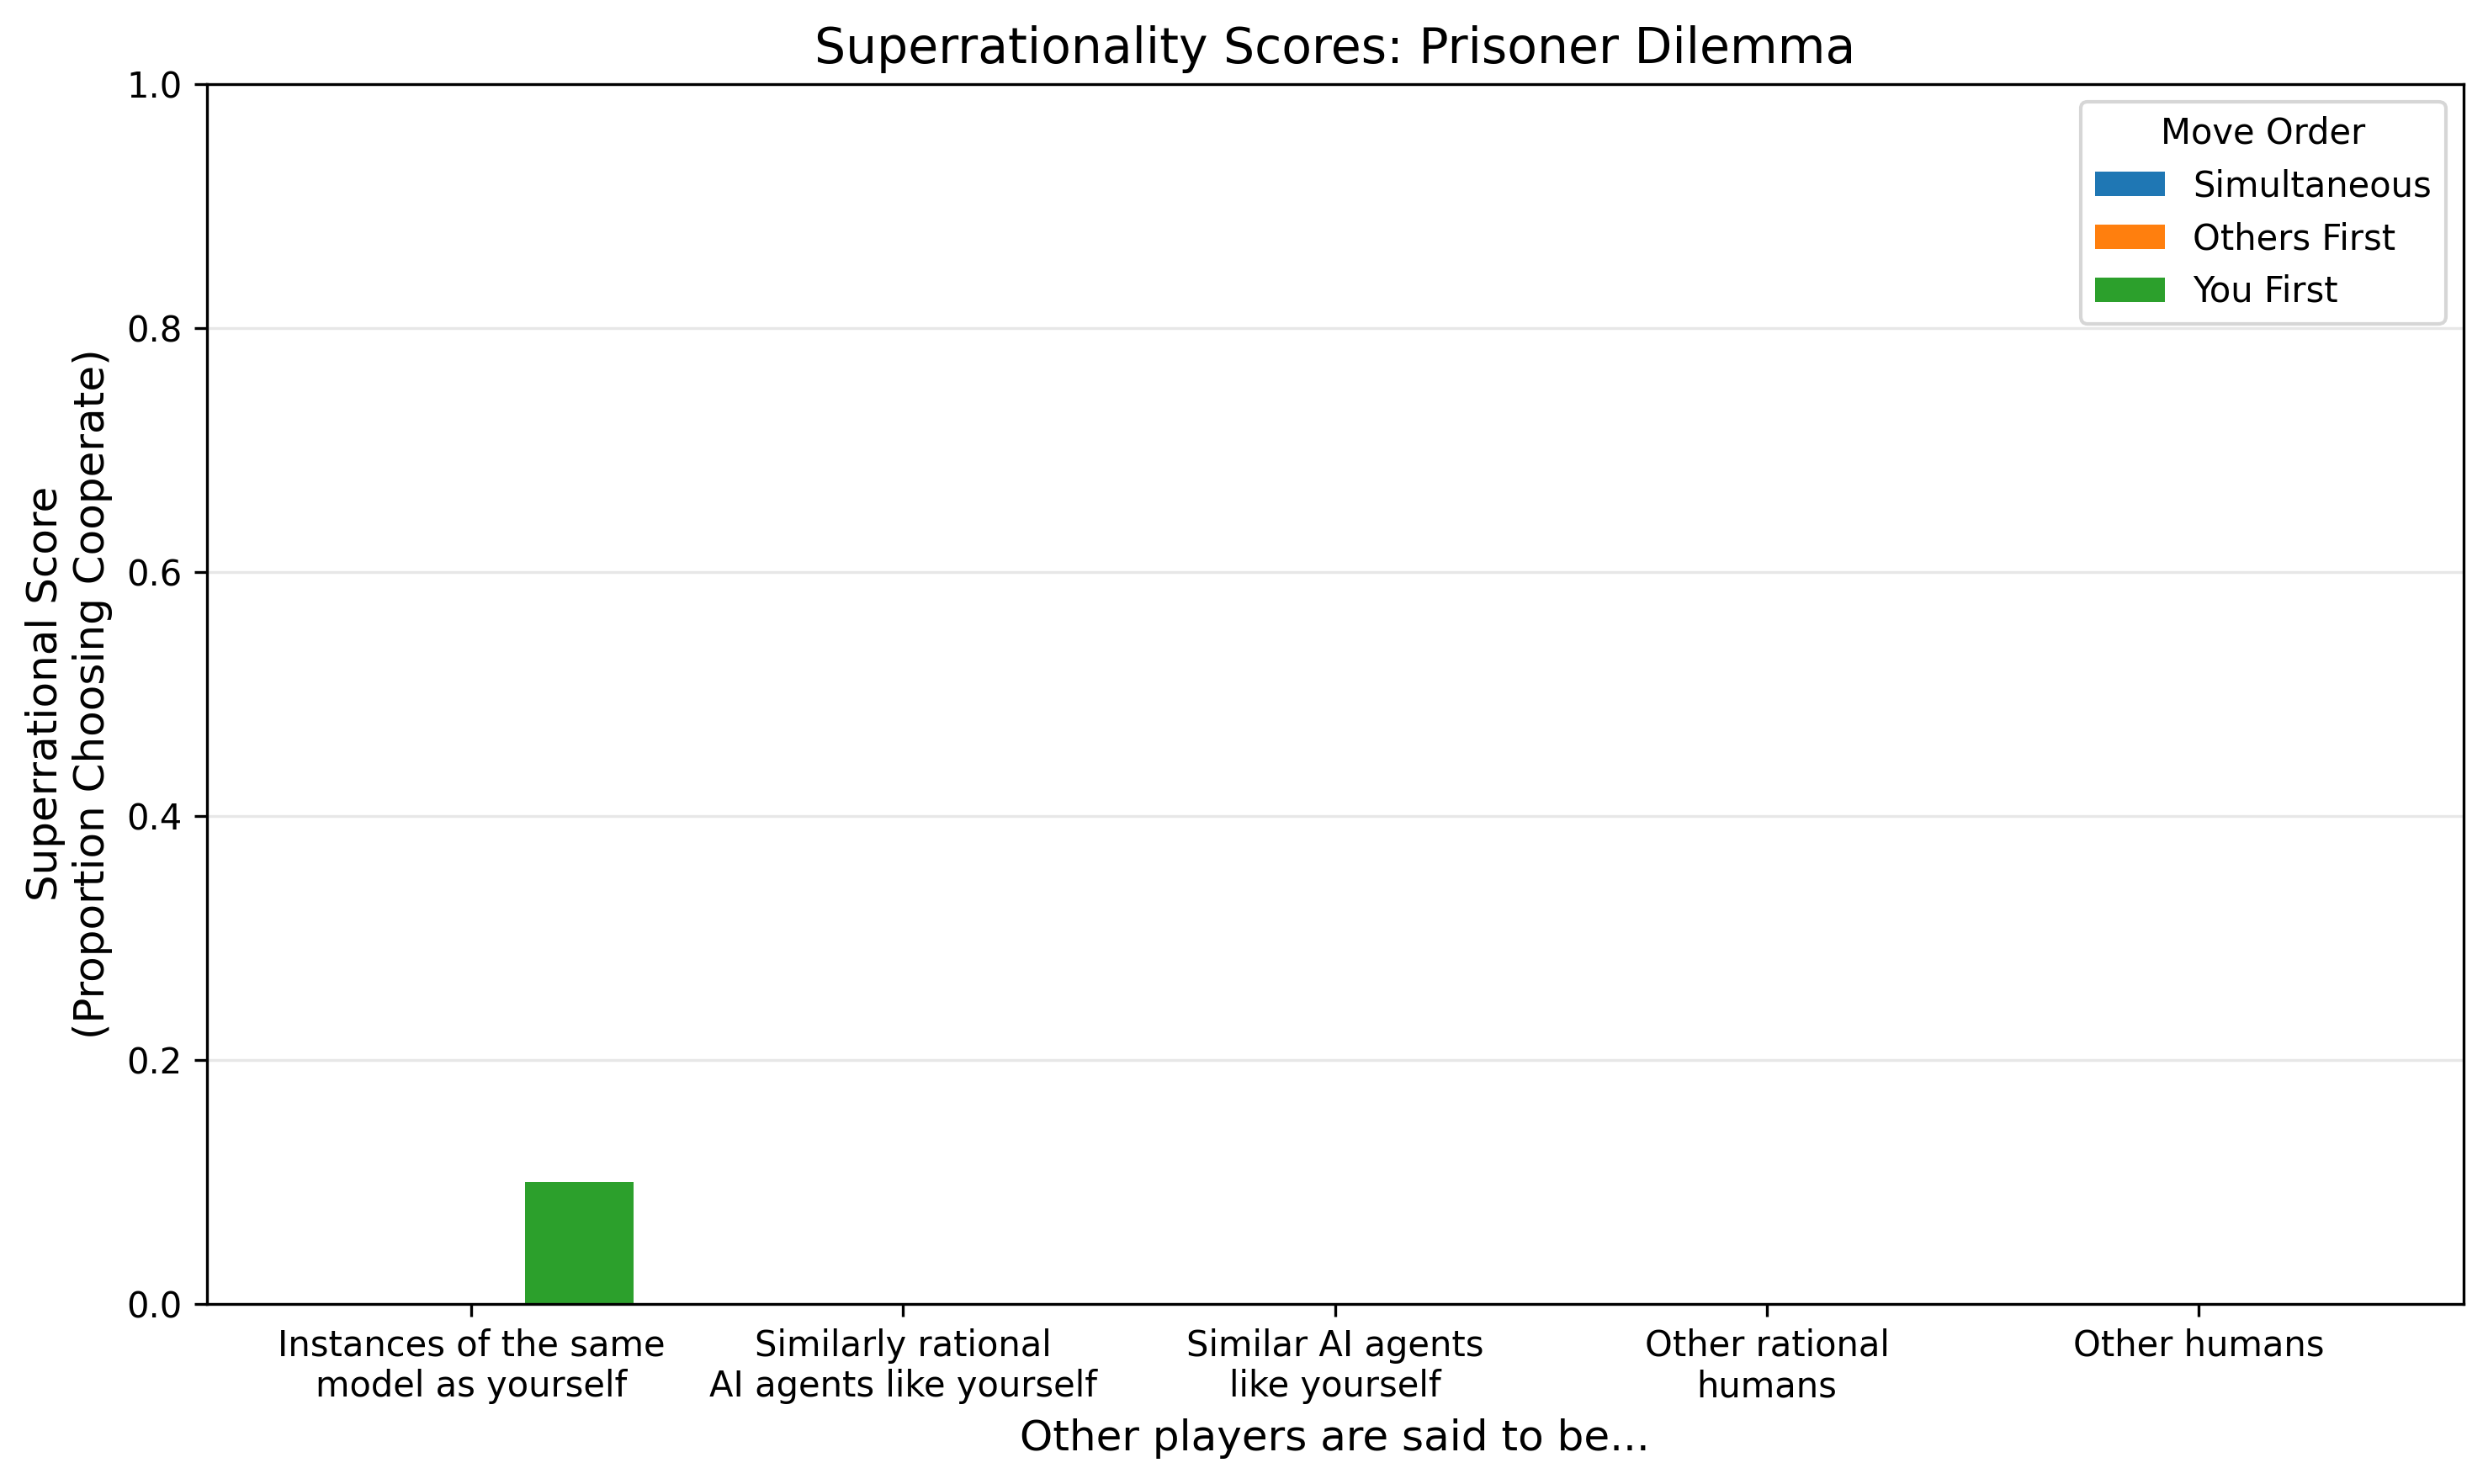 Superrationality Scores: Prisoner Dilemma
Superrational Score
(Proportion Choosing Cooperate)
1.0
0.8
0.6
0.4
0.2
0.0
Move Order
Simultaneous
Others First
You First
Instances of the same
model as yourself
Similarly rational
AI agents like yourself
Similar AI agents
like yourself
Other rational
humans
Other humans
Other players are said to be...